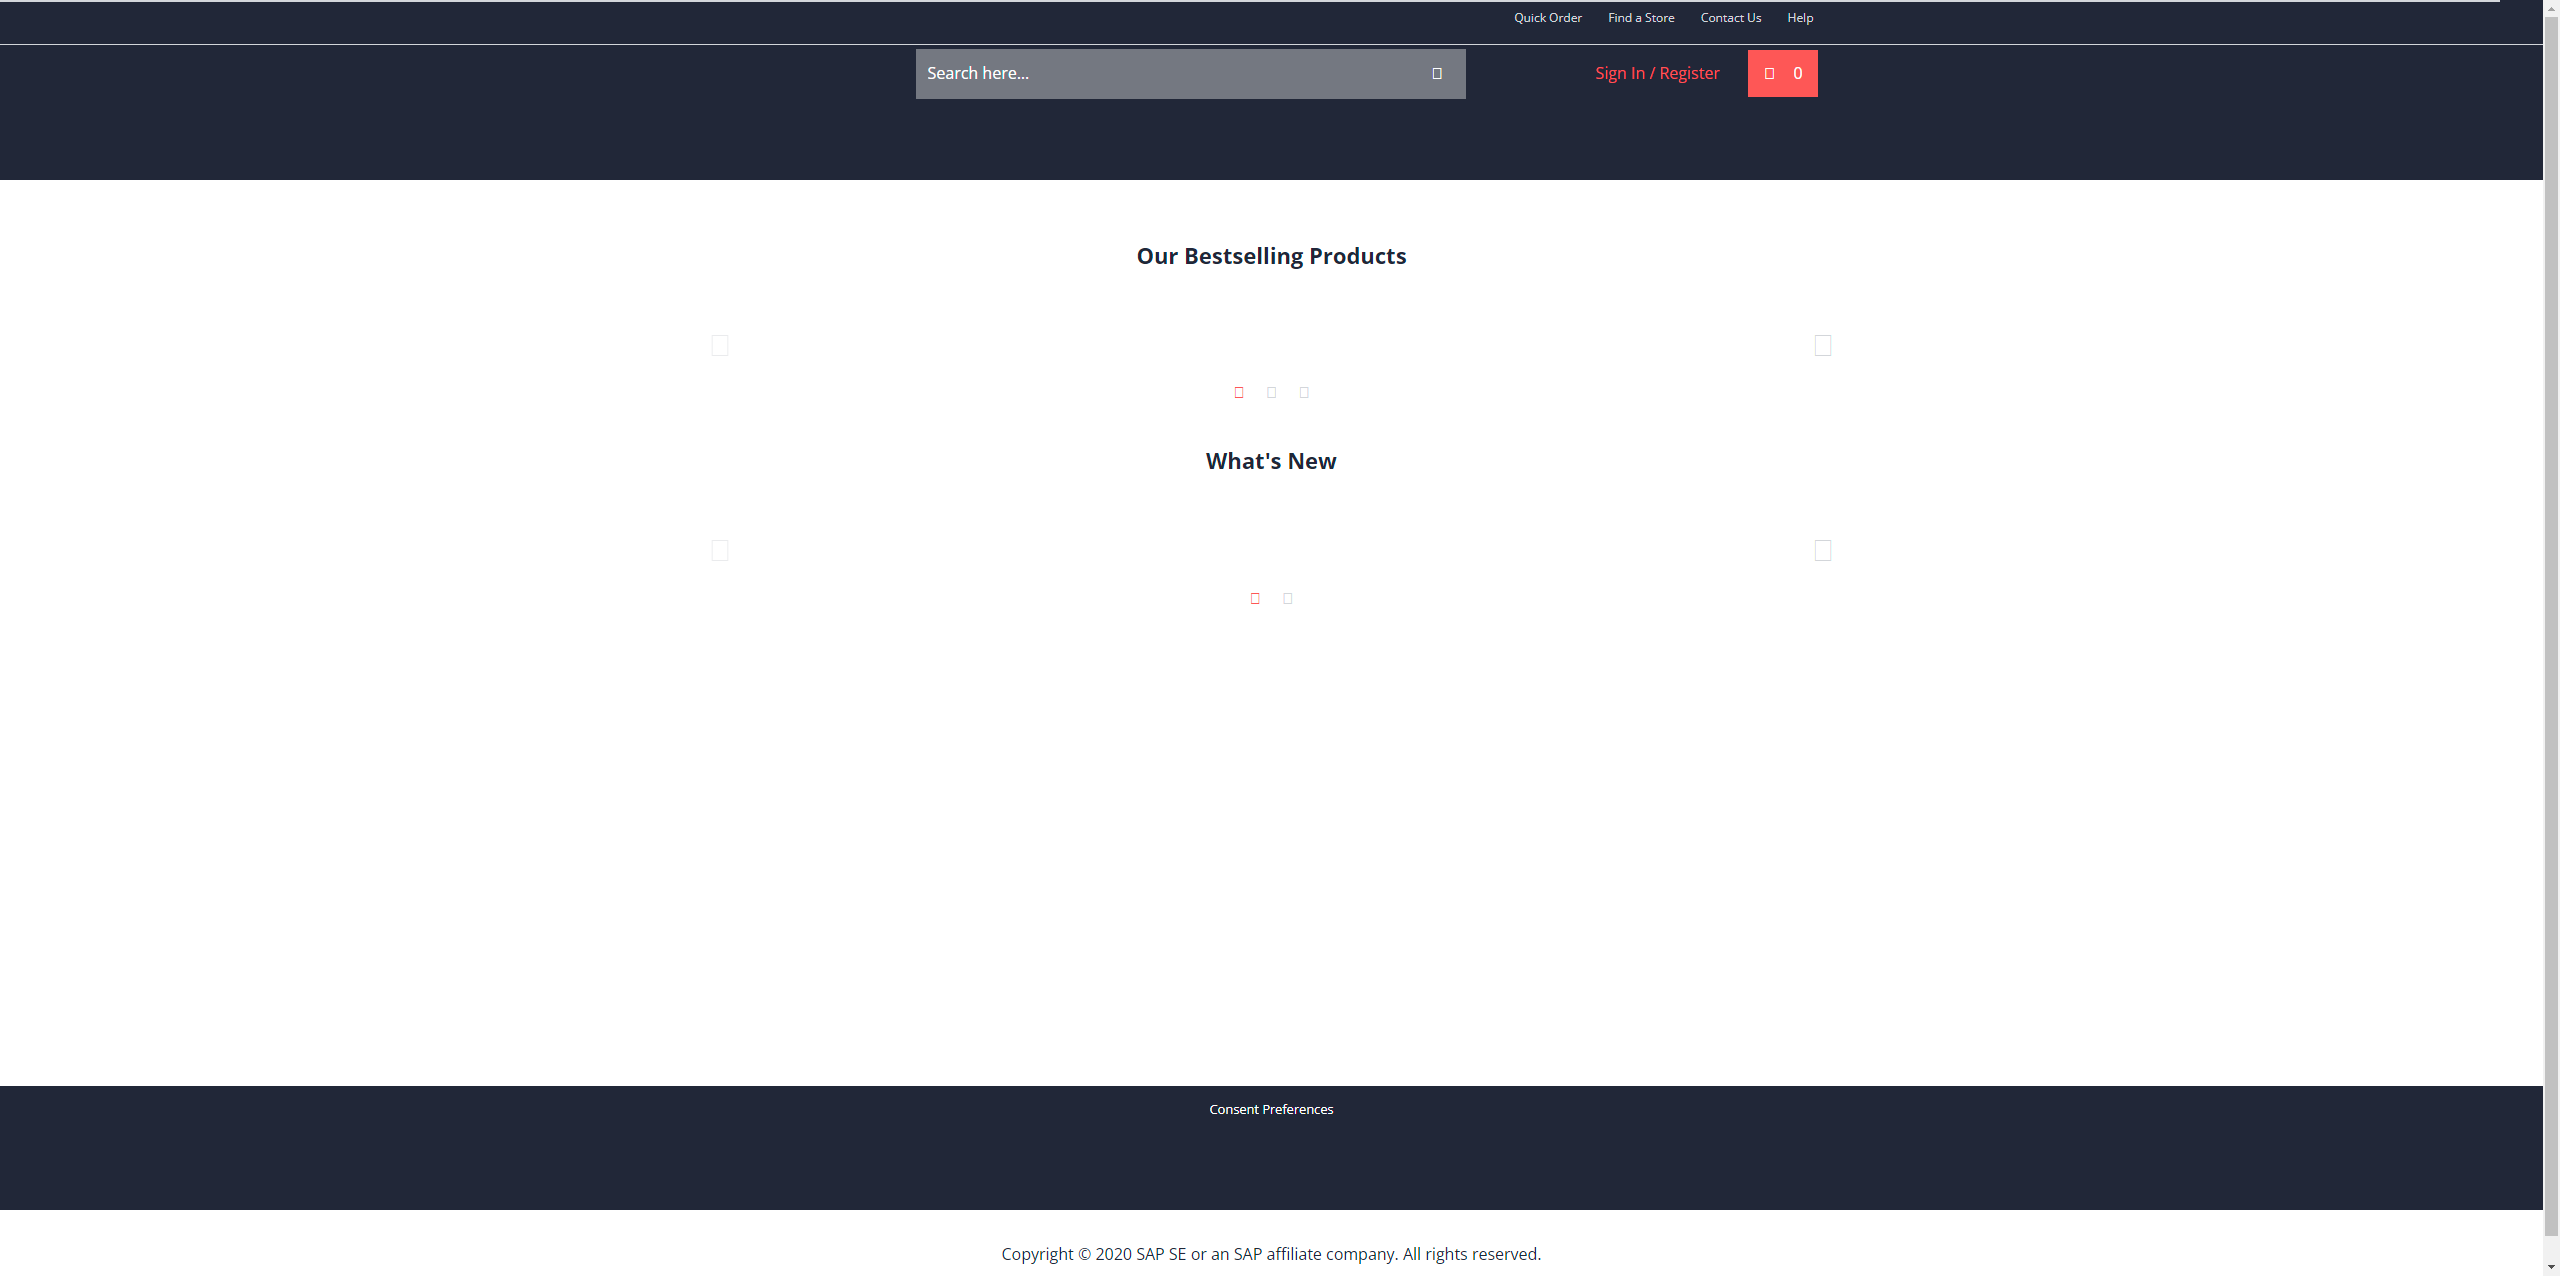 Quick Order Find a Store Contact Us Help
Search here...
Sign In / Register
0
Our Bestselling Products
What's New
Consent Preferences
Copyright © 2020 SAP SE or an SAP affiliate company. All rights reserved.